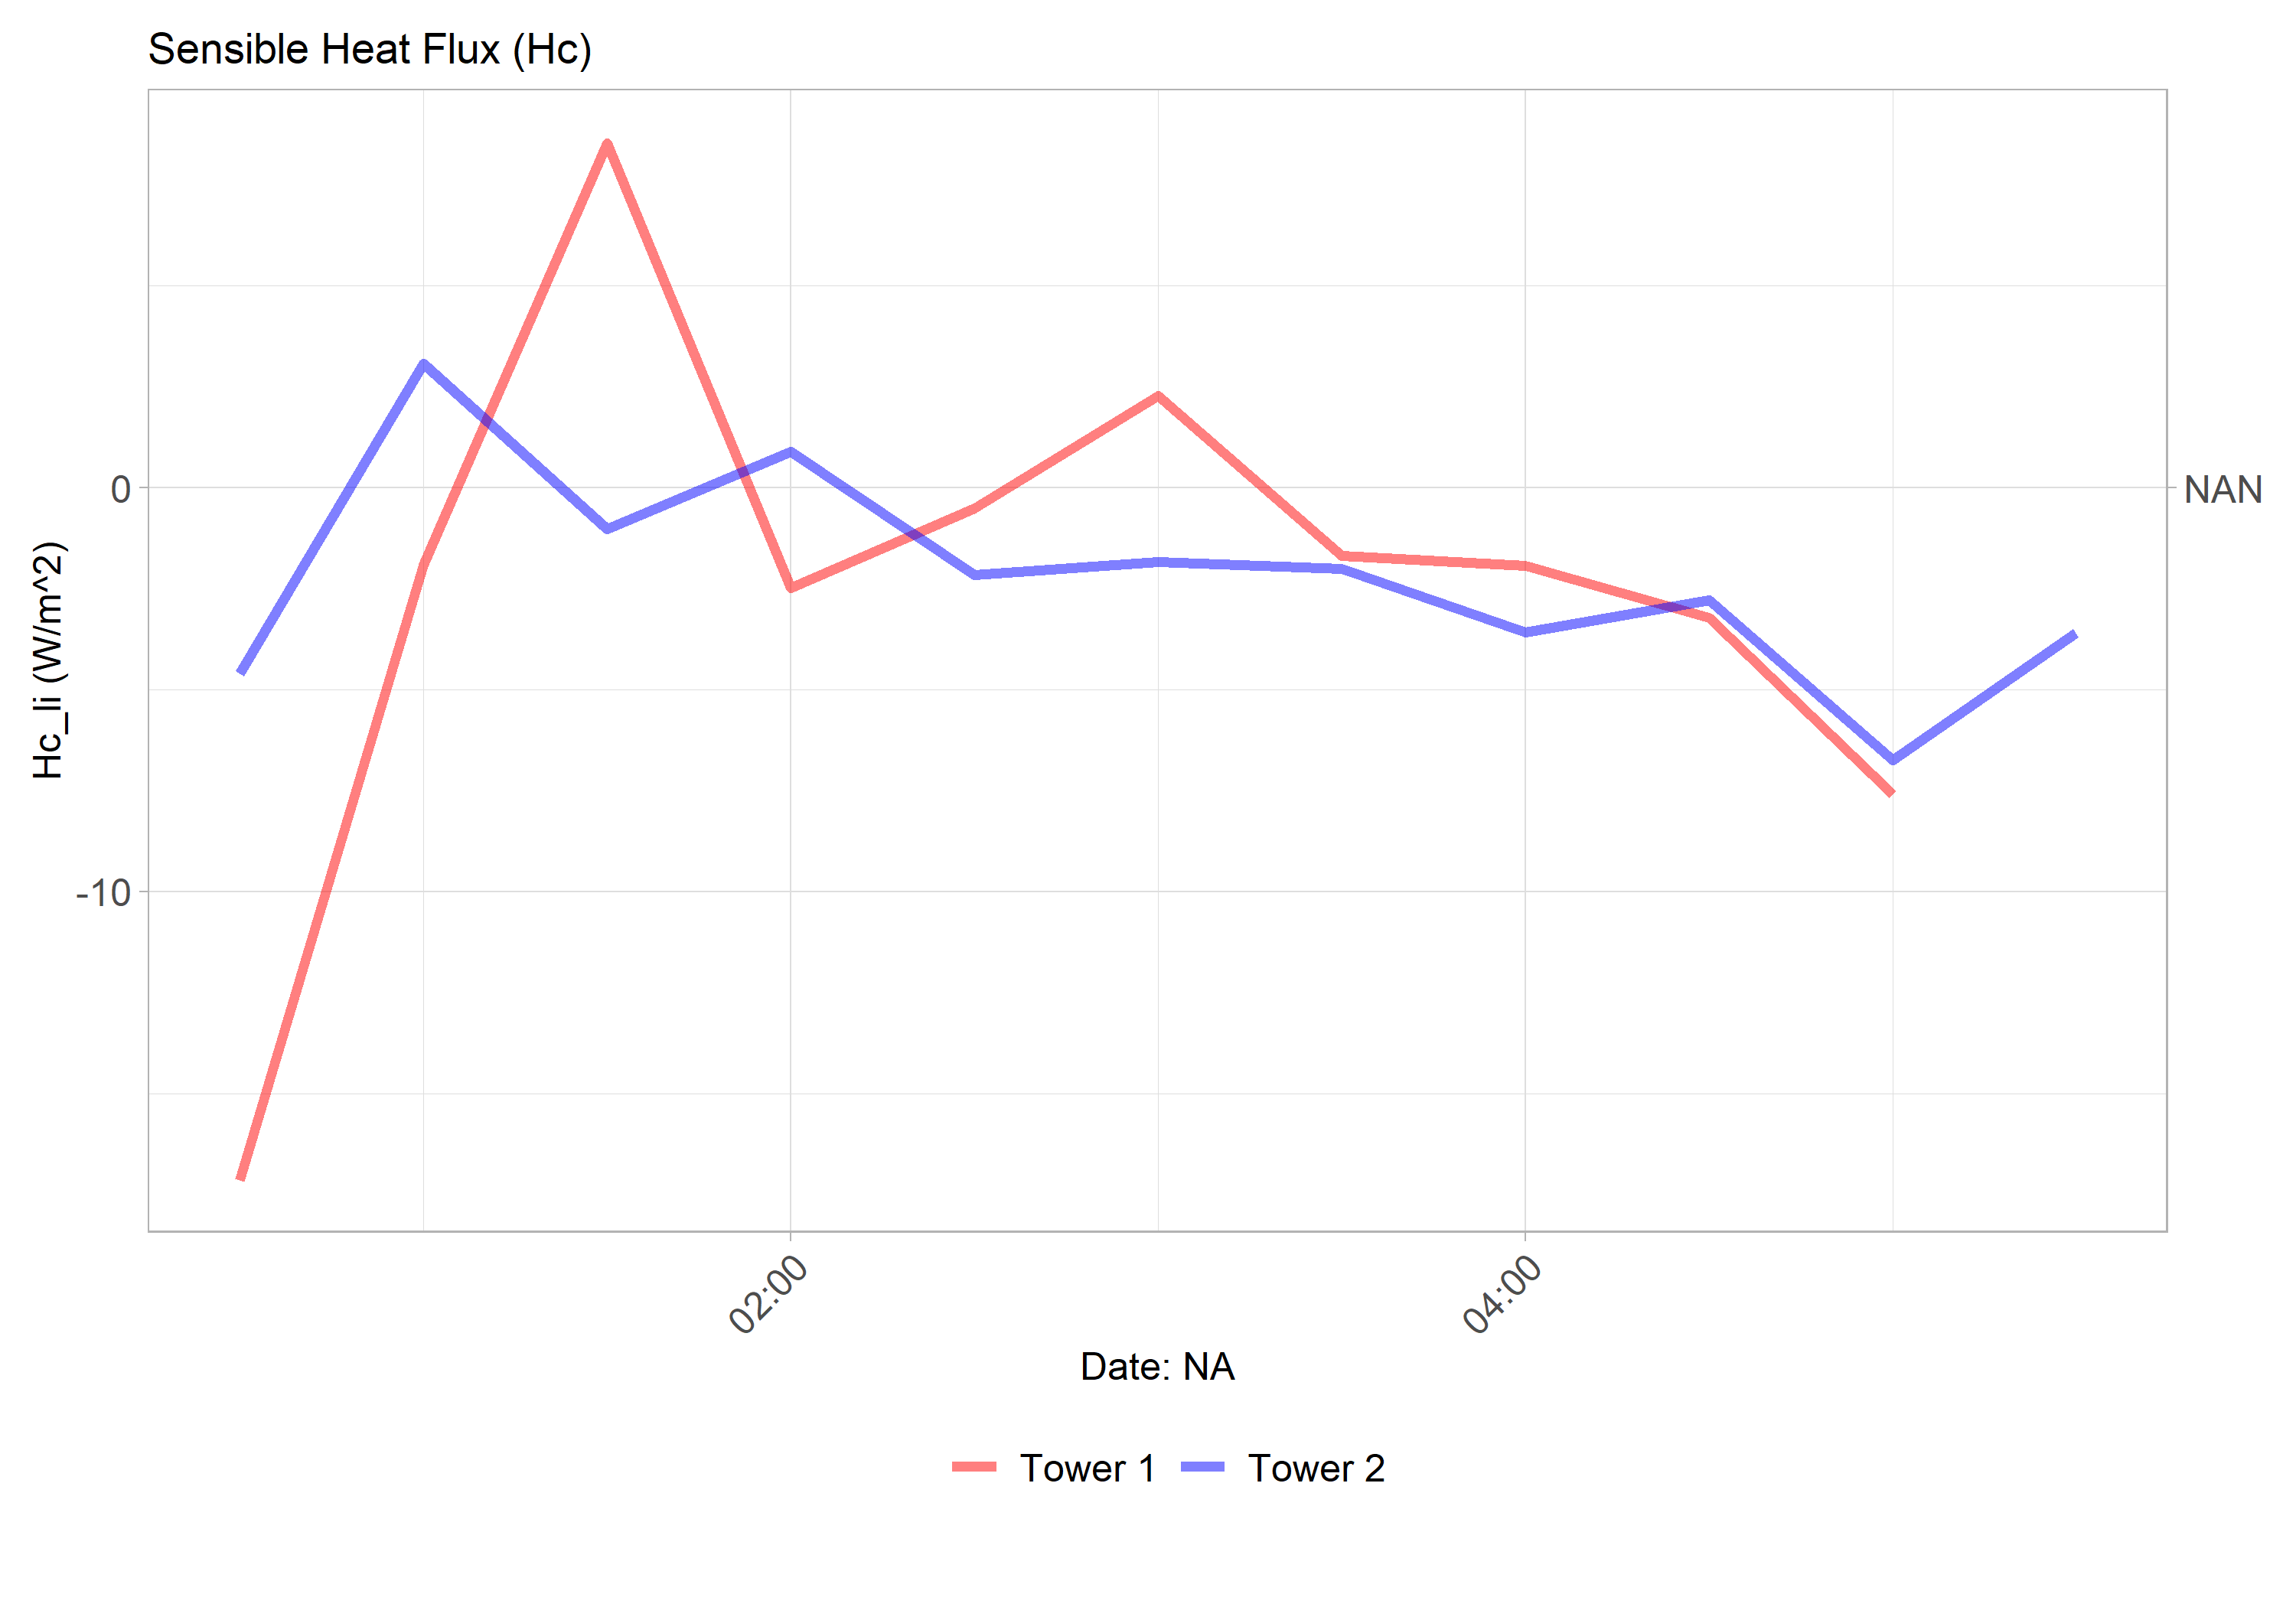 Sensible Heat Flux (Hc)
Hc_li (W/m^2)
0
-10
NAN
02:00
04:00
Date: NA
Tower 1
Tower 2